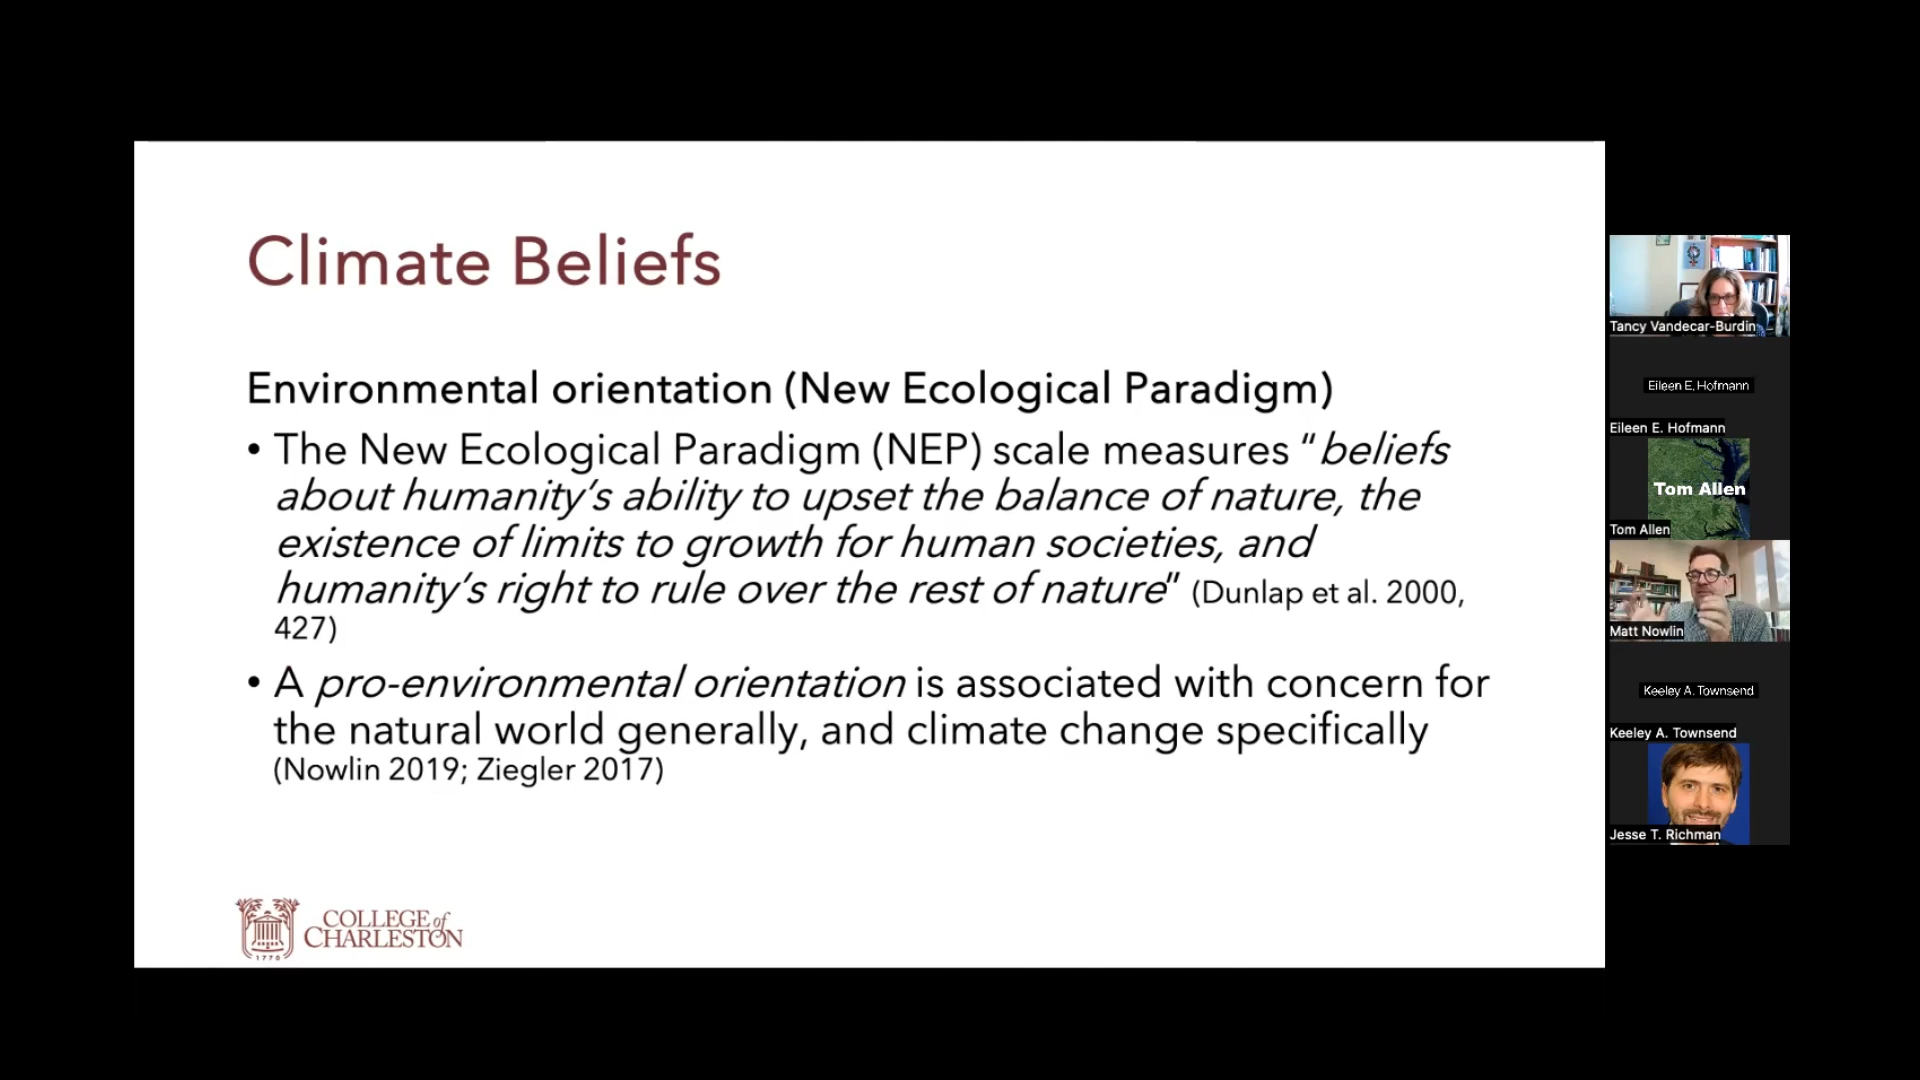 Climate Beliefs
Environmental orientation (New Ecological Paradigm)
• The New Ecological Paradigm (NEP) scale measures “beliefs
about humanity’s ability to upset the balance of nature, the
existence of limits to growth for human societies, and
humanity’s right to rule over the rest of nature” (Dunlap et al. 2000,
427)
• A pro-environmental orientation is associated with concern for
the natural world generally, and climate change specifically
(Nowlin 2019; Ziegler 2017)
COLLEGE of
CHARLESTON
1770
Tancy Vandecar-Burdin
Eileen E. Hofmann
Eileen E. Hofmann
Tom Allen
Tom Allen
Matt Nowlin
Keeley A. Townsend
Keeley A. Townsend
Jesse T. Richman